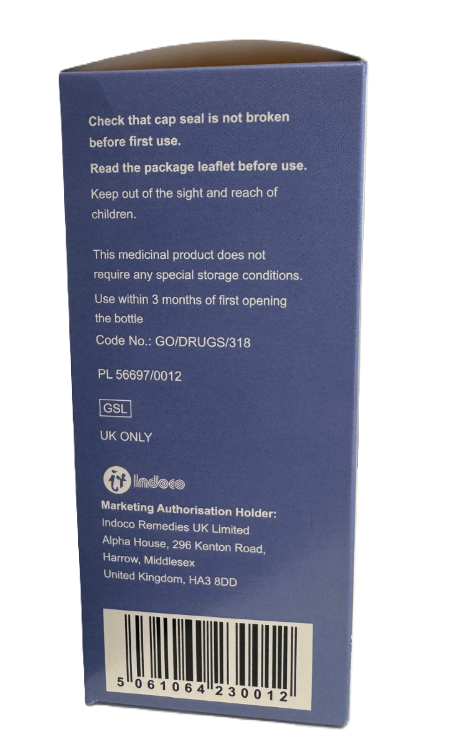 Check that cap seal is not broken
before first use.
Read the package leaflet before use.
Keep out of the sight and reach of
children.
This medicinal product does not
require any special storage conditions.
Use within 3 months of first opening
the bottle
Code No.: GO/DRUGS/318
PL 56697/0012
GSL
UK ONLY
Indoco
Marketing Authorisation Holder:
Indoco Remedies UK Limited
Alpha House, 296 Kenton Road,
Harrow, Middlesex
United Kingdom, HA3 8DD
5 061064 230012